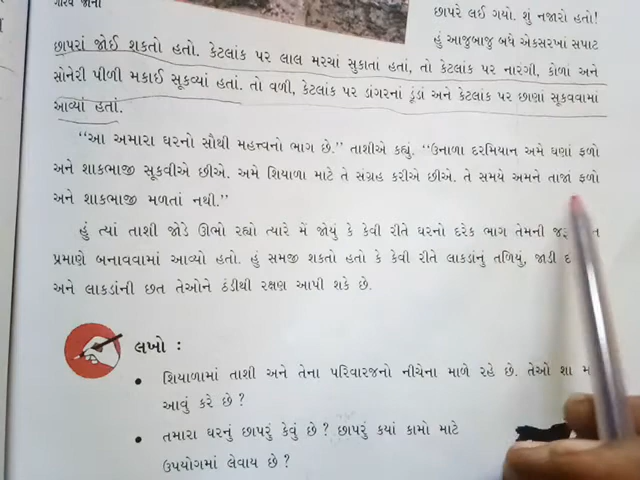 ગૌરવ જાની
છાપરે લઈ ગયો. શું નજારો હતો!
હું આજુબાજુ બધે એકસરખાં સપાટ
છાપરાં જોઈ શકતો હતો. કેટલાંક પર લાલ મરચાં સુકાતાં હતાં, તો કેટલાંક પર નારંગી, કોળાં અને
સોનેરી પીળી મકાઈ સૂકવ્યાં હતાં. તો વળી, કેટલાંક પર ડાંગરનાં ડૂંડાં અને કેટલાંક પર છાણાં સૂકવવામાં
આવ્યાં હતાં.
“આ અમારા ઘરનો સૌથી મહત્ત્વનો ભાગ છે.” તાશીએ કહ્યું. “ઉનાળા દરમિયાન અમે ઘણાં ફળો
અને શાકભાજી સૂકવીએ છીએ. અમે શિયાળા માટે તે સંગ્રહ કરીએ છીએ. તે સમયે અમને તાજાં ફળો
અને શાકભાજી મળતાં નથી.”
હું ત્યાં તાશી જોડે ઊભો રહ્યો ત્યારે મેં જોયું કે કેવી રીતે ઘરનો દરેક ભાગ તેમની
પ્રમાણે બનાવવામાં આવ્યો હતો. હું સમજી શકતો હતો કે કેવી રીતે લાકડાંનું તળિયું, જાડી
અને લાકડાંની છત તેઓને ઠંડીથી રક્ષણ આપી શકે છે.
લખો :
• શિયાળામાં તાશી અને તેના પરિવારજનો નીચેના માળે રહે છે. તેઓ શા
આવું કરે છે ?
• તમારા ઘરનું છાપરું કેવું છે ? છાપરું કયાં કામો માટે
ઉપયોગમાં લેવાય છે ?